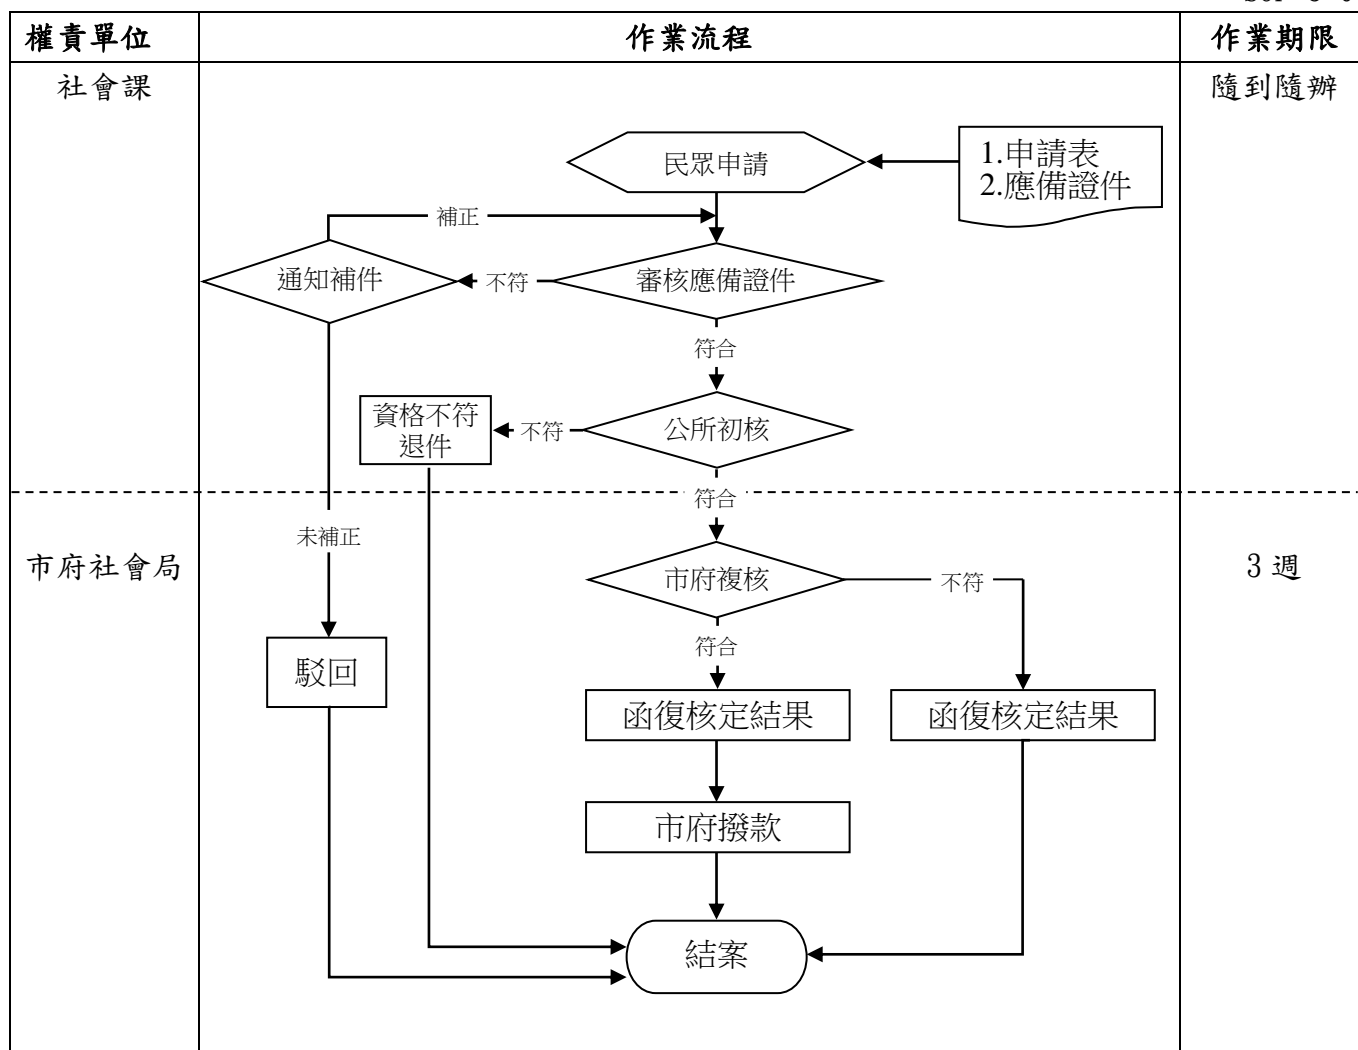 權責單位
作業流程
作業期限
社會課
隨到隨辦
民眾申請
1.申請表
2.應備證件
補正
通知補件
不符
審核應備證件
符合
資格不符
退件
不符
公所初核
符合
未補正
市府社會局
市府複核
不符
3 週
符合
駁回
函復核定結果
函復核定結果
市府撥款
結案